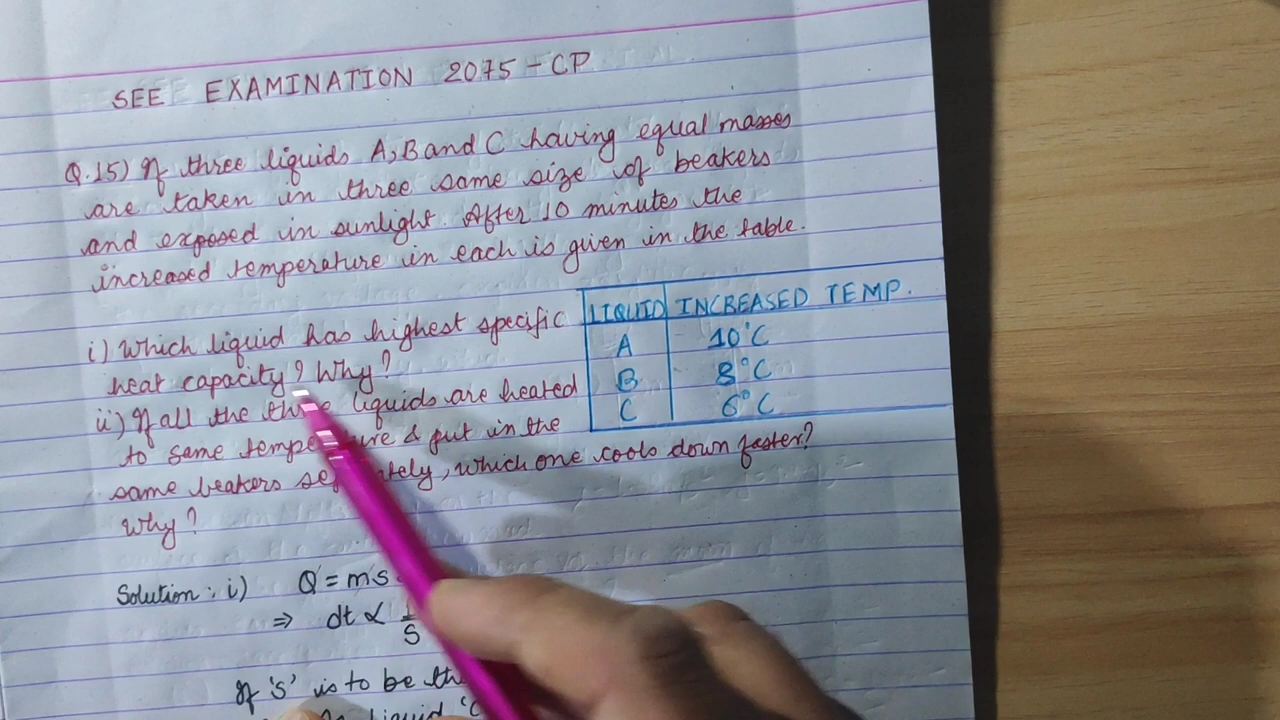 SEE EXAMINATION 2075 - CP
Q.15) If three liquids A, B and C having equal masses
are taken in three same size of beakers
and exposed in sunlight. After 10 minutes the
increased temperature in each is given in the table.
i) Which liquid has highest specific
heat capacity? Why?
ii) If all the three liquids are heated
to same & put in the
same beakers, which one cools down faster?
Why?
LIQUID INCREASED TEMP.
A 10°C
B 8°C
C 6°C
Solution: i) Q = ms
⇒ dt ∝ 1/S
If 's' is to be
liquid 'C